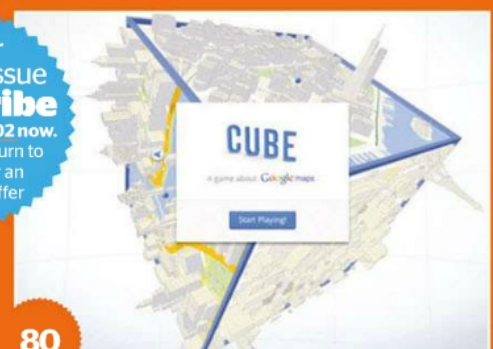 ssue
ribe
02 now.
urn to
r an
ffer
CUBE
A game about Google maps
Start Playing!
80